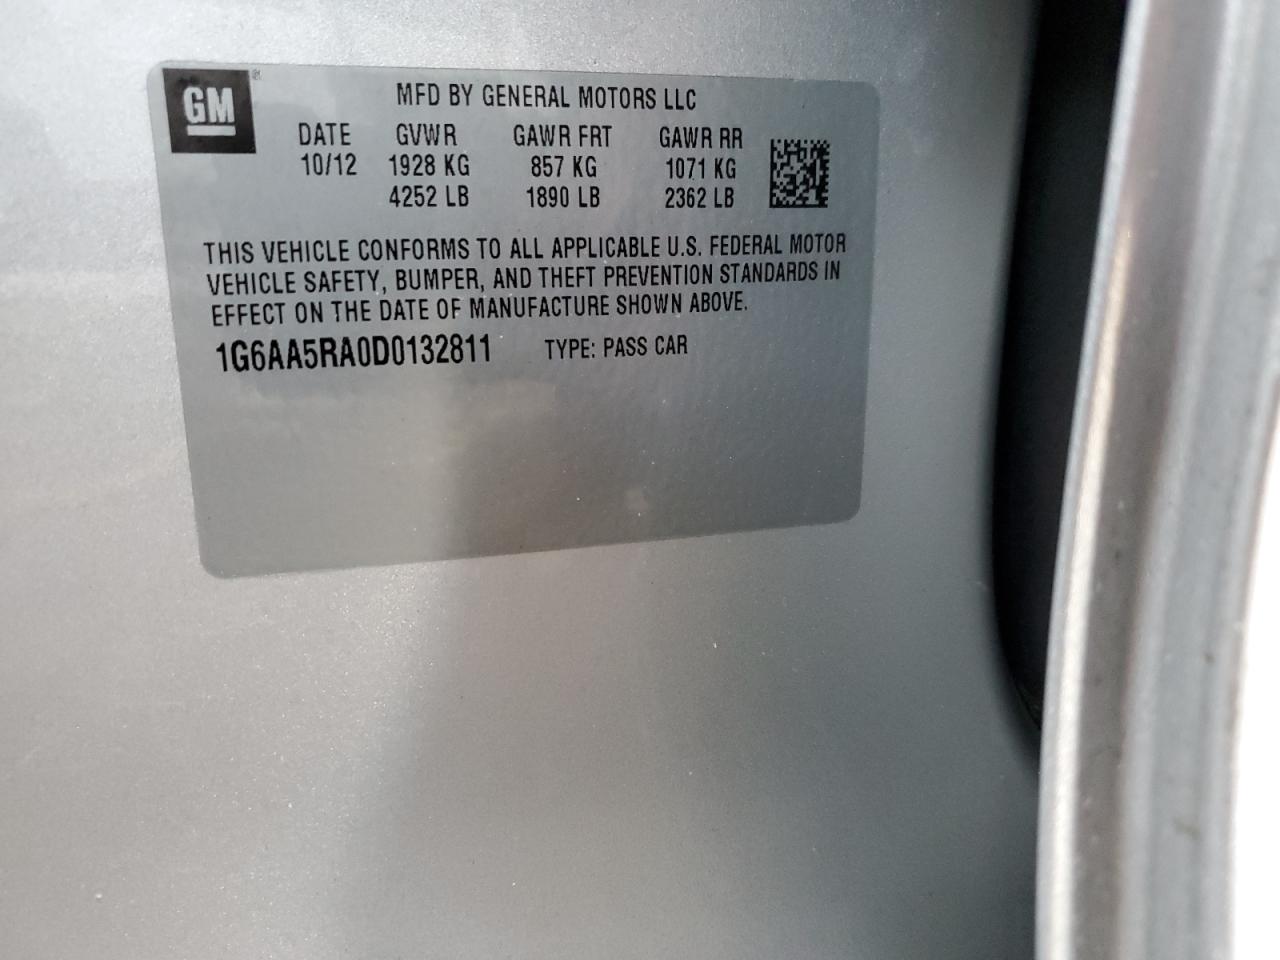 GM
MFD BY GENERAL MOTORS LLC
DATE GVWR GAWR FRT GAWR RR
10/12 1928 KG 857 KG 1071 KG
4252 LB 1890 LB 2362 LB
THIS VEHICLE CONFORMS TO ALL APPLICABLE U.S. FEDERAL MOTOR
VEHICLE SAFETY, BUMPER, AND THEFT PREVENTION STANDARDS IN
EFFECT ON THE DATE OF MANUFACTURE SHOWN ABOVE.
1G6AA5RA0D0132811 TYPE: PASS CAR